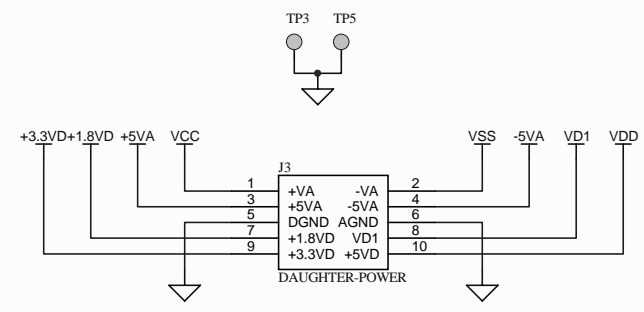 TP3 TP5
+3.3VD +1.8VD +5VA VCC VSS -5VA VD1 VDD
J3
1 +VA -VA 2
3 +5VA -5VA 4
5 DGND AGND 6
7 +1.8VD VD1 8
9 +3.3VD +5VD 10
DAUGHTER-POWER